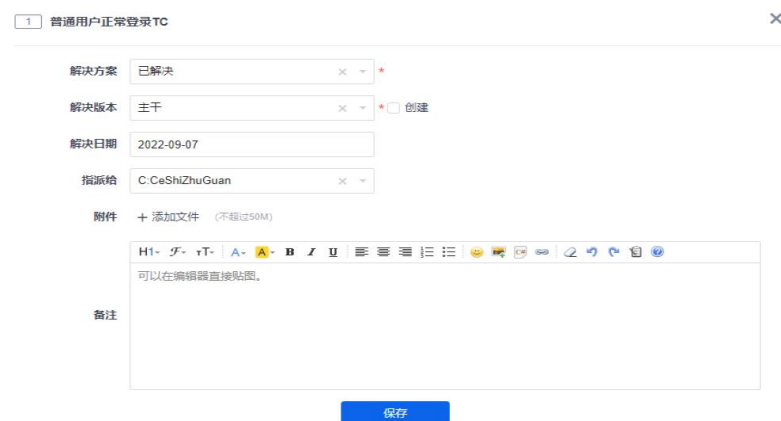 1 普通用户正常登录TC
解决方案 已解决 *
解决版本 主干 * 创建
解决日期 2022-09-07
指派给 C:CeShiZhuGuan
附件 + 添加文件 (不超过50M)
H1 F TT A A B I U
可以在编辑器直接贴图。
备注
保存